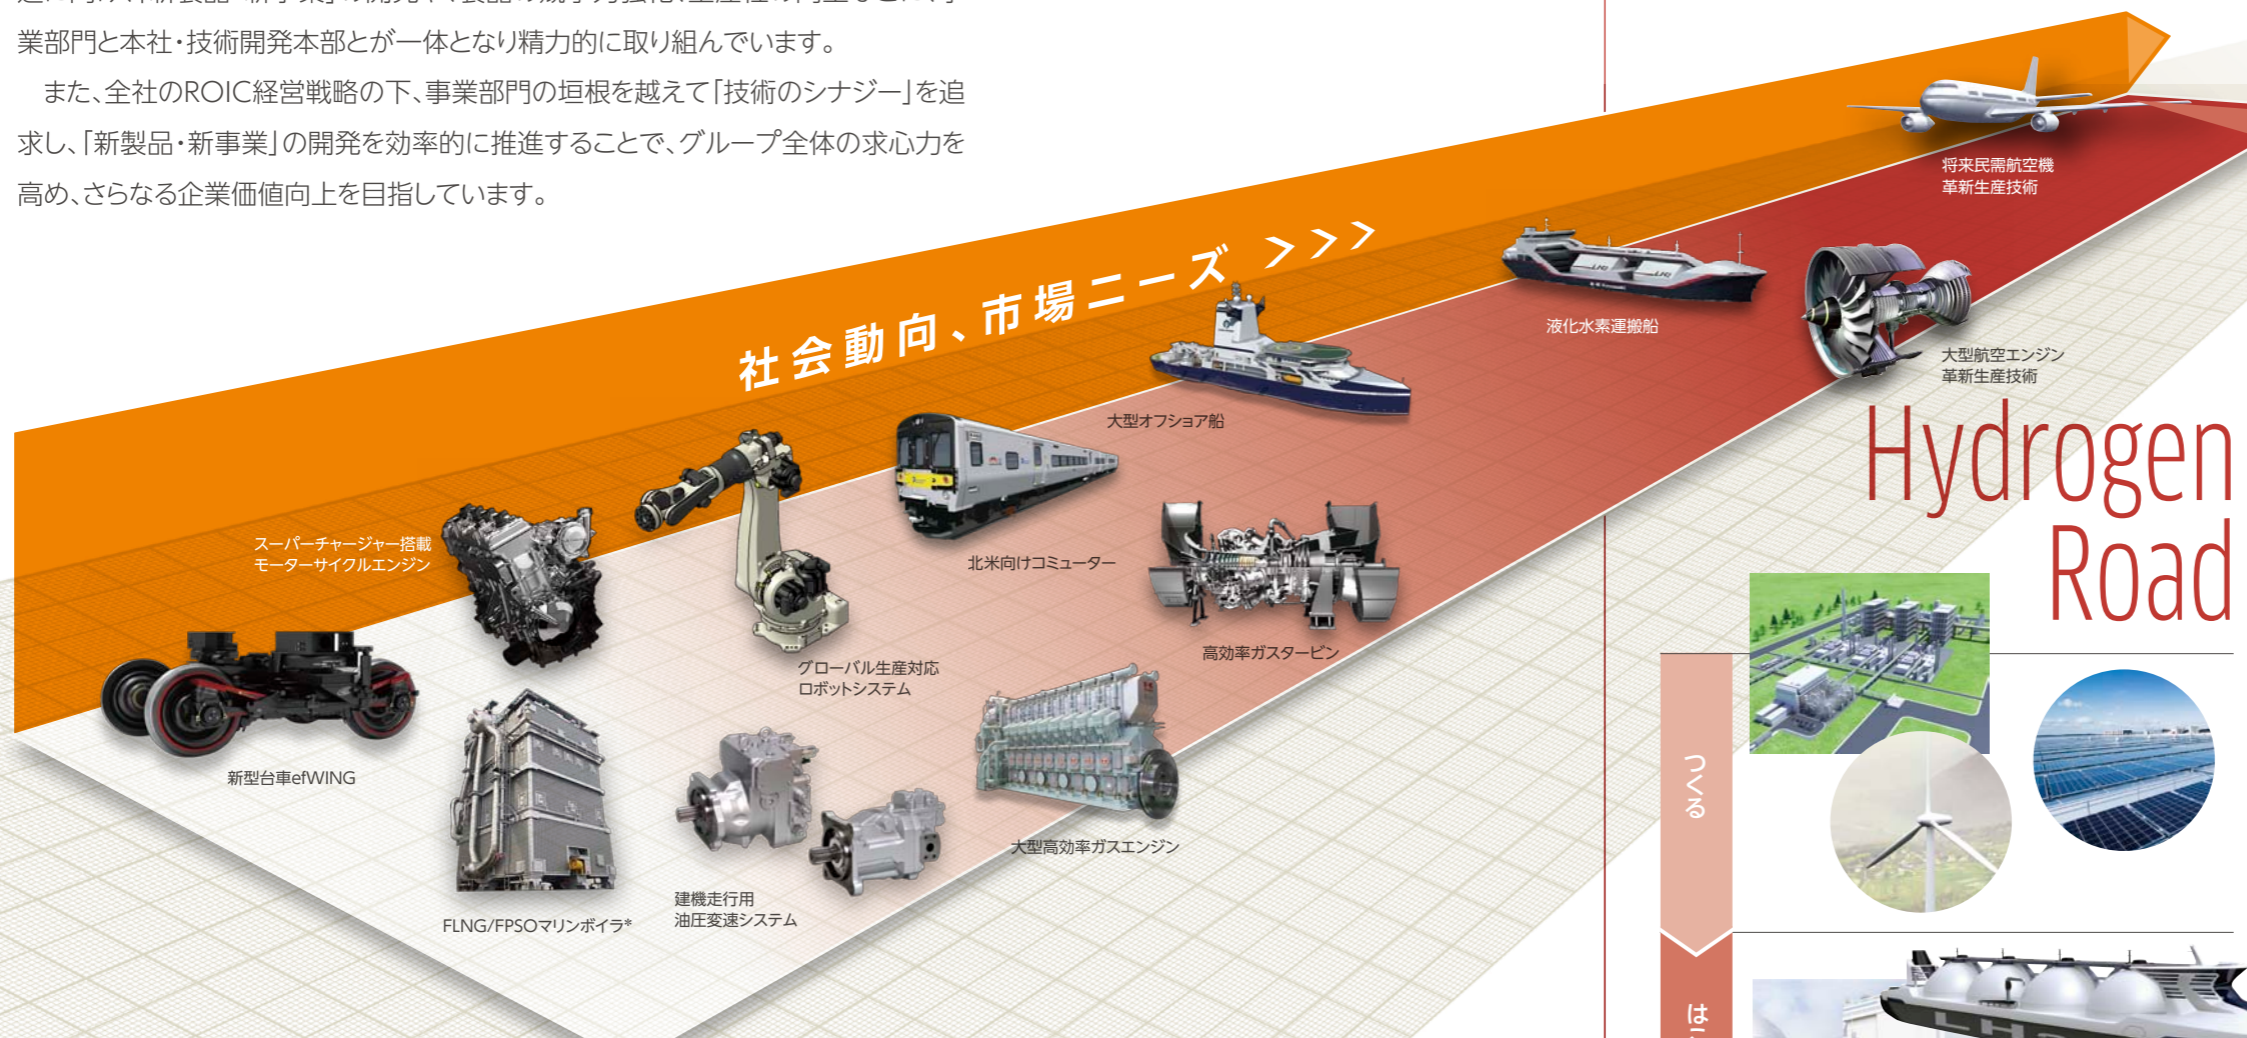 業部門と本社・技術開発本部とが一体となり精力的に取り組んでいます。
また、全社のROIC経営戦略の下、事業部門の垣根を越えて「技術のシナジー」を追
求し、「新製品・新事業」の開発を効率的に推進することで、グループ全体の求心力を
高め、さらなる企業価値向上を目指しています。
社会動向、市場ニーズ >>>
将来民需航空機
革新生産技術
液化水素運搬船
大型航空エンジン
革新生産技術
大型オフショア船
北米向けコミューター
スーパーチャージャー搭載
モーターサイクルエンジン
グローバル生産対応
ロボットシステム
高効率ガスタービン
新型台車efWING
大型高効率ガスエンジン
建機走行用
油圧変速システム
FLNG/FPSOマリンボイラ*
Hydrogen
Road
つくる
は
LH2